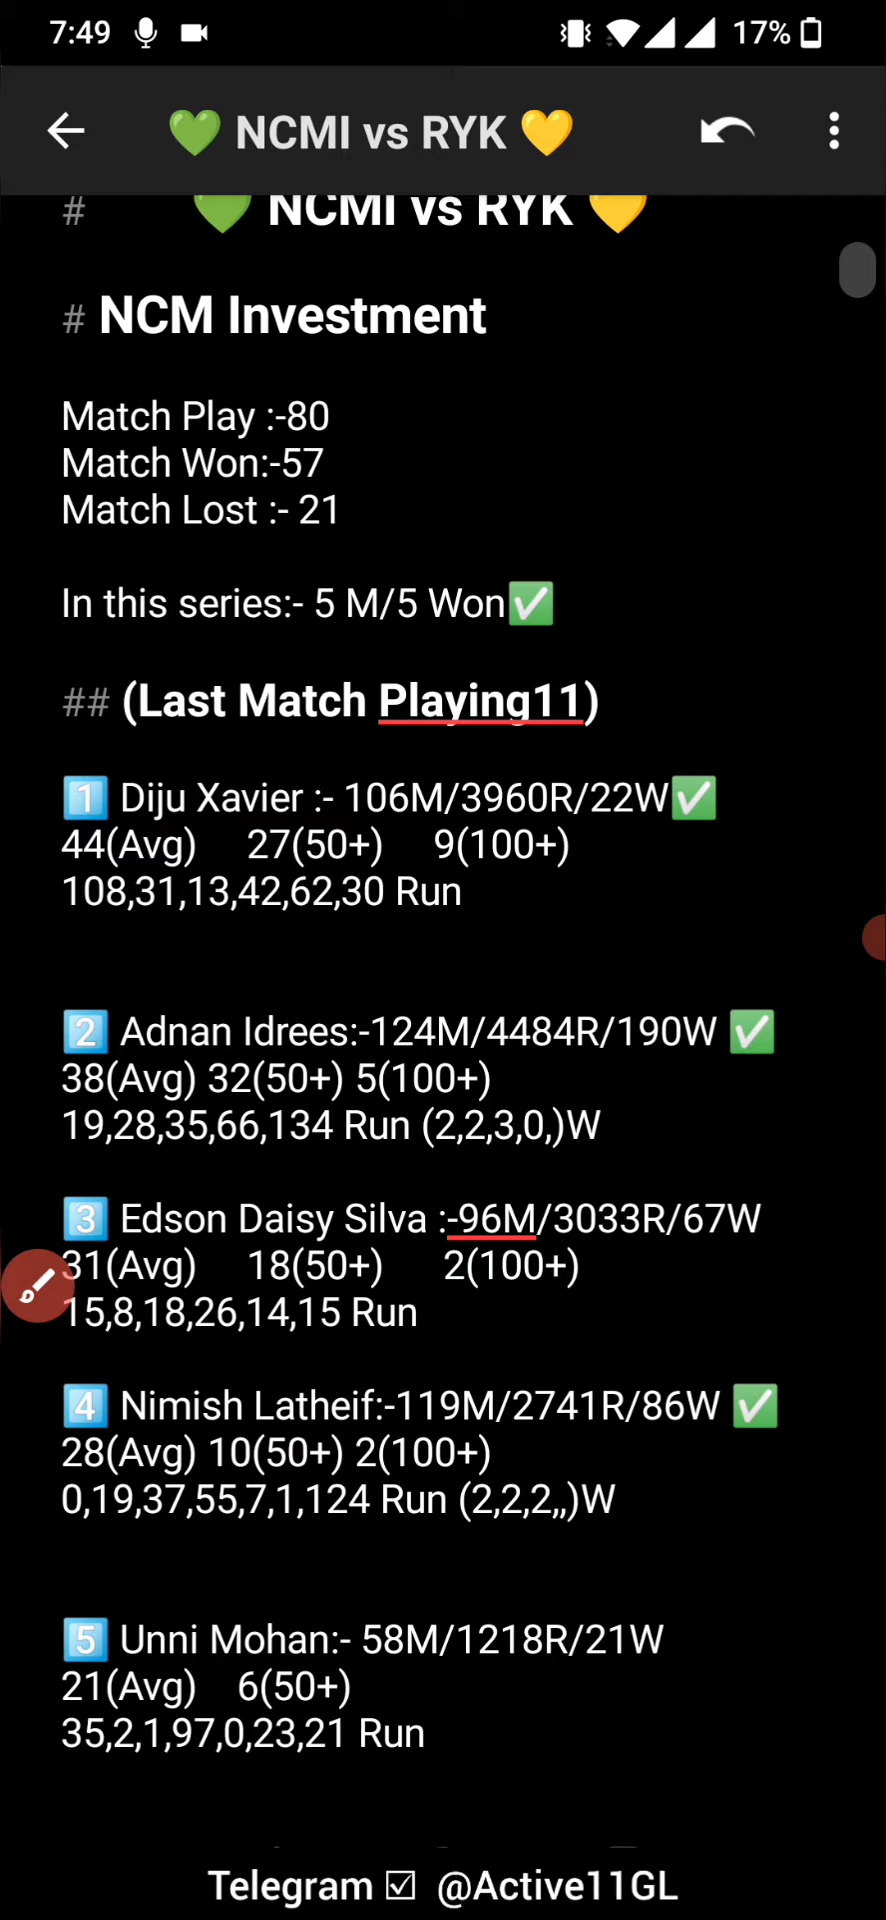 7:49 17%
💚 NCMI vs RYK 💛
# 💚 NCMI vs RYK 💛
# NCM Investment
Match Play :-80
Match Won:-57
Match Lost :- 21
In this series:- 5 M/5 Won✅
## (Last Match Playing11)
1️⃣ Diju Xavier :- 106M/3960R/22W✅
44(Avg) 27(50+) 9(100+)
108,31,13,42,62,30 Run
2️⃣ Adnan Idrees:-124M/4484R/190W ✅
38(Avg) 32(50+) 5(100+)
19,28,35,66,134 Run (2,2,3,0,)W
3️⃣ Edson Daisy Silva :-96M/3033R/67W
31(Avg) 18(50+) 2(100+)
15,8,18,26,14,15 Run
4️⃣ Nimish Latheif:-119M/2741R/86W ✅
28(Avg) 10(50+) 2(100+)
0,19,37,55,7,1,124 Run (2,2,2,,)W
5️⃣ Unni Mohan:- 58M/1218R/21W
21(Avg) 6(50+)
35,2,1,97,0,23,21 Run
Telegram ☑ @Active11GL